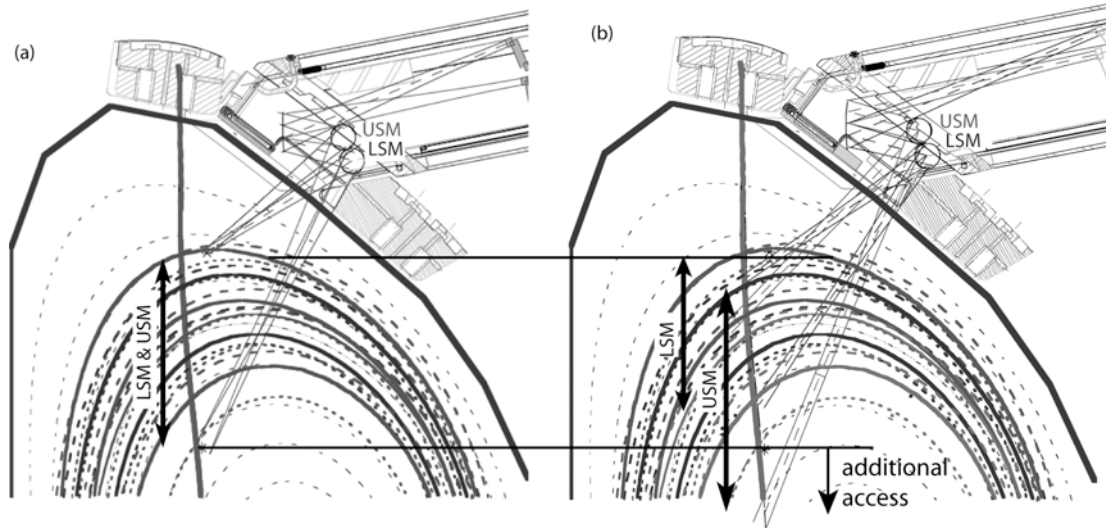 (a)
USM
LSM
LSM & USM
(b)
USM
LSM
LSM
USM
additional
access